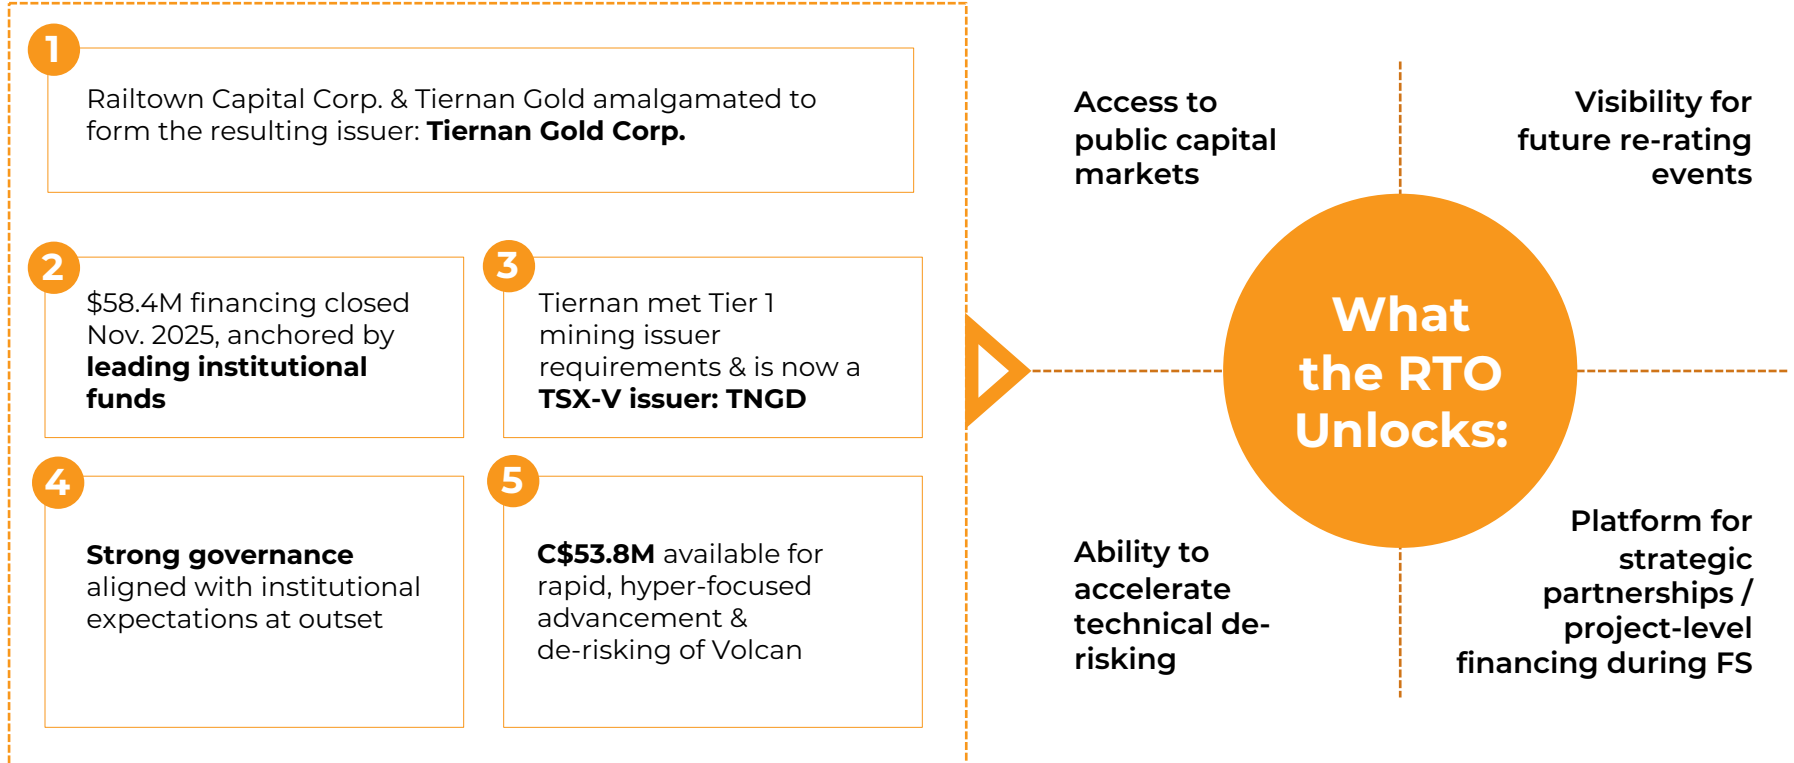 1
Railtown Capital Corp. & Tiernan Gold amalgamated to
form the resulting issuer: Tiernan Gold Corp.
2
$58.4M financing closed
Nov. 2025, anchored by
leading institutional
funds
3
Tiernan met Tier 1
mining issuer
requirements & is now a
TSX-V issuer: TNGD
4
Strong governance
aligned with institutional
expectations at outset
5
C$53.8M available for
rapid, hyper-focused
advancement &
de-risking of Volcan
Access to
public capital
markets
Visibility for
future re-rating
events
What
the RTO
Unlocks:
Ability to
accelerate
technical de-
risking
Platform for
strategic
partnerships /
project-level
financing during FS